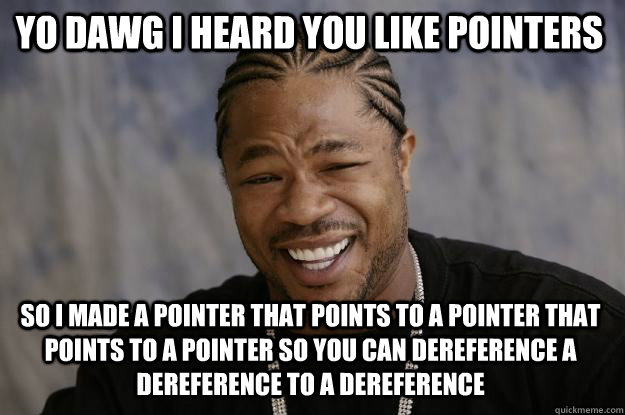 YO DAWG I HEARD YOU LIKE POINTERS
SO I MADE A POINTER THAT POINTS TO A POINTER THAT
POINTS TO A POINTER SO YOU CAN DEREFERENCE A
DEREFERENCE TO A DEREFERENCE
quickmeme.com